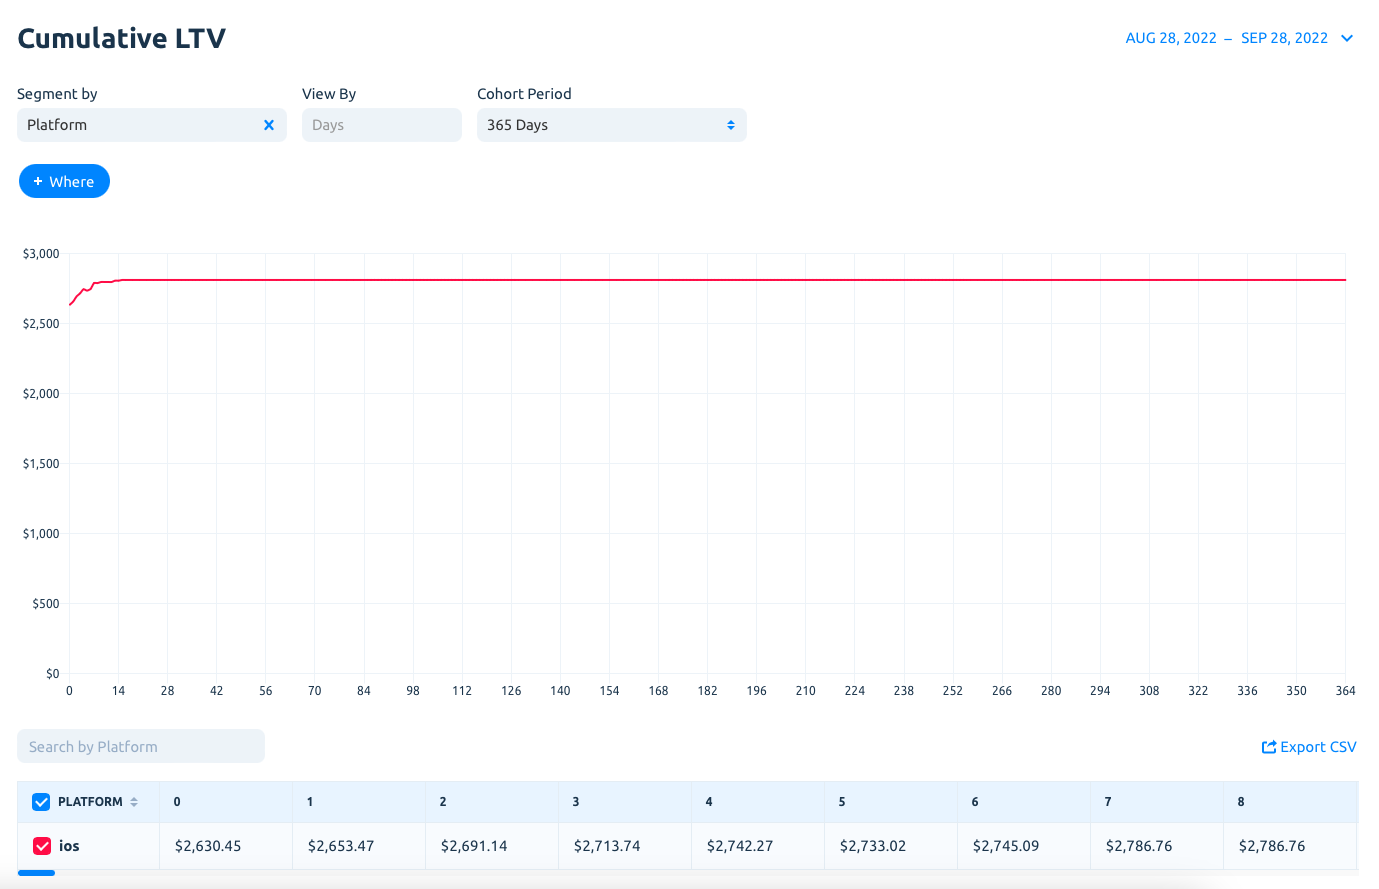 Cumulative LTV
AUG 28, 2022 – SEP 28, 2022
Segment by
View By
Cohort Period
Platform
Days
365 Days
+ Where
$3,000
$2,500
$2,000
$1,500
$1,000
$500
$0
0 14 28 42 56 70 84 98 112 126 140 154 168 182 196 210 224 238 252 266 280 294 308 322 336 350 364
Search by Platform
Export CSV
PLATFORM 0 1 2 3 4 5 6 7 8
ios $2,630.45 $2,653.47 $2,691.14 $2,713.74 $2,742.27 $2,733.02 $2,745.09 $2,786.76 $2,786.76